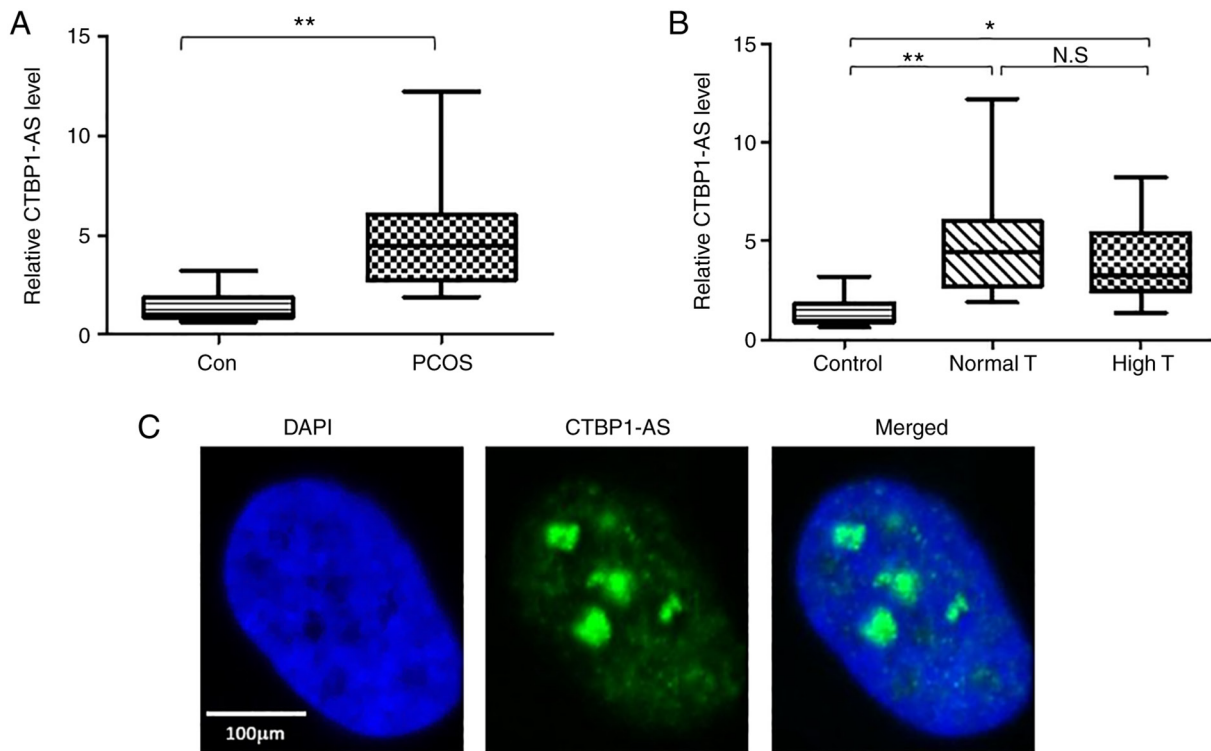 A
Relative CTBP1-AS level
15
10
5
0
**
Con
PCOS
B
Relative CTBP1-AS level
15
10
5
0
*
**
N.S
Control
Normal T
High T
C
DAPI
CTBP1-AS
Merged
100μm